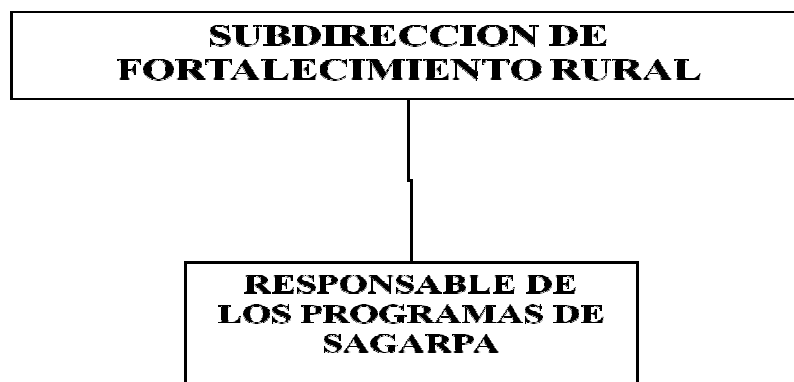 SUBDIRECCION DE
FORTALECIMIENTO RURAL
RESPONSABLE DE
LOS PROGRAMAS DE
SAGARPA